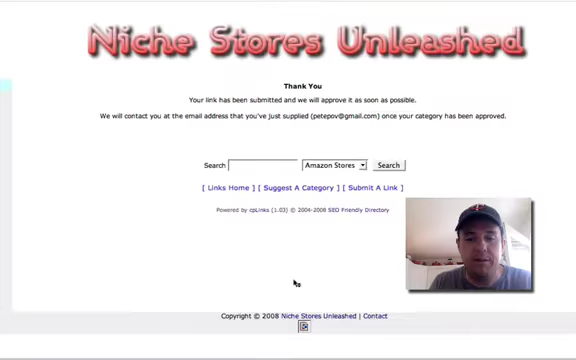 Niche Stores Unleashed
Thank You
Your link has been submitted and we will approve it as soon as possible.
We will contact you at the email address that you've just supplied (petepov@gmail.com) once your category has been approved.
Search Amazon Stores Search
[ Links Home ] [ Suggest A Category ] [ Submit A Link ]
Powered by cpLinks (1.03) © 2004-2008 SEO Friendly Directory
Copyright © 2008 Niche Stores Unleashed | Contact